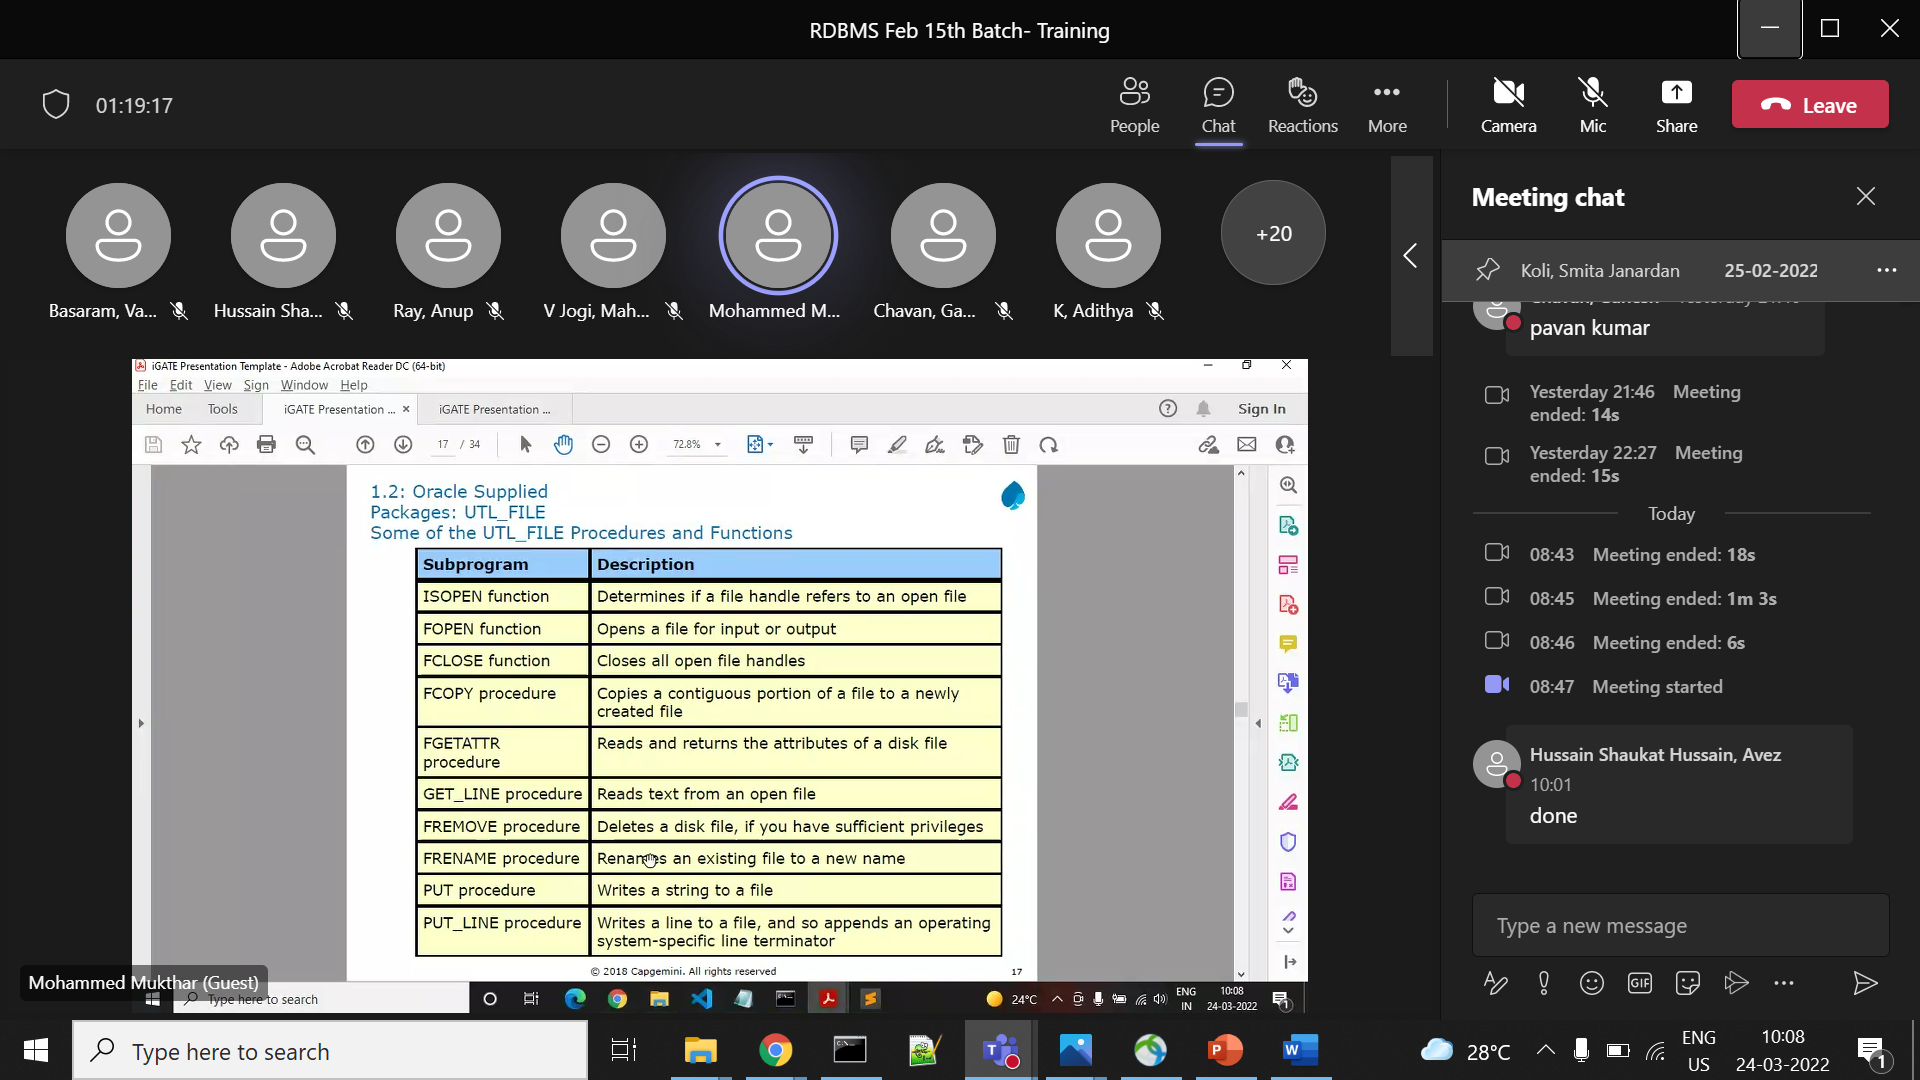 RDBMS Feb 15th Batch- Training
01:19:17
People
Chat
Reactions
More
Camera
Mic
Share
Leave
Basaram, Va...
Hussain Sha...
Ray, Anup
V Jogi, Mah...
Mohammed M...
Chavan, Ga...
K, Adithya
+20
Meeting chat
Koli, Smita Janardan 25-02-2022
pavan kumar
Yesterday 21:46 Meeting
ended: 14s
Yesterday 22:27 Meeting
ended: 15s
Today
08:43 Meeting ended: 18s
08:45 Meeting ended: 1m 3s
08:46 Meeting ended: 6s
08:47 Meeting started
Hussain Shaukat Hussain, Avez
10:01
done
Type a new message
GIF
iGATE Presentation Template - Adobe Acrobat Reader DC (64-bit)
File Edit View Sign Window Help
Home Tools iGATE Presentation ... × iGATE Presentation ... Sign In
17 / 34 72.8%
1.2: Oracle Supplied
Packages: UTL_FILE
Some of the UTL_FILE Procedures and Functions
Subprogram Description
ISOPEN function Determines if a file handle refers to an open file
FOPEN function Opens a file for input or output
FCLOSE function Closes all open file handles
FCOPY procedure Copies a contiguous portion of a file to a newly
created file
FGETATTR
procedure
Reads and returns the attributes of a disk file
GET_LINE procedure Reads text from an open file
FREMOVE procedure Deletes a disk file, if you have sufficient privileges
FRENAME procedure Renames an existing file to a new name
PUT procedure Writes a string to a file
PUT_LINE procedure Writes a line to a file, and so appends an operating
system-specific line terminator
© 2018 Capgemini. All rights reserved 17
Mohammed Mukthar (Guest)
Type here to search
24°C
ENG
IN
10:08
24-03-2022
1
Type here to search
28°C
ENG
US
10:08
24-03-2022
1